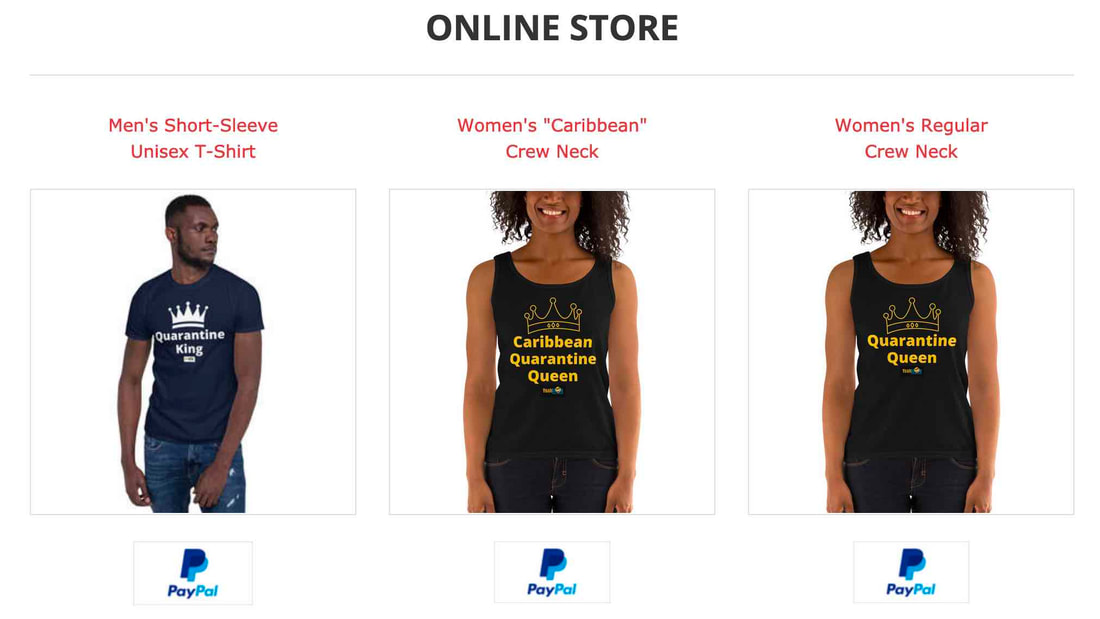 ONLINE STORE
Men's Short-Sleeve
Unisex T-Shirt
Women's "Caribbean"
Crew Neck
Women's Regular
Crew Neck
Quarantine
King
Caribbean
Quarantine
Queen
Quarantine
Queen
PayPal
PayPal
PayPal